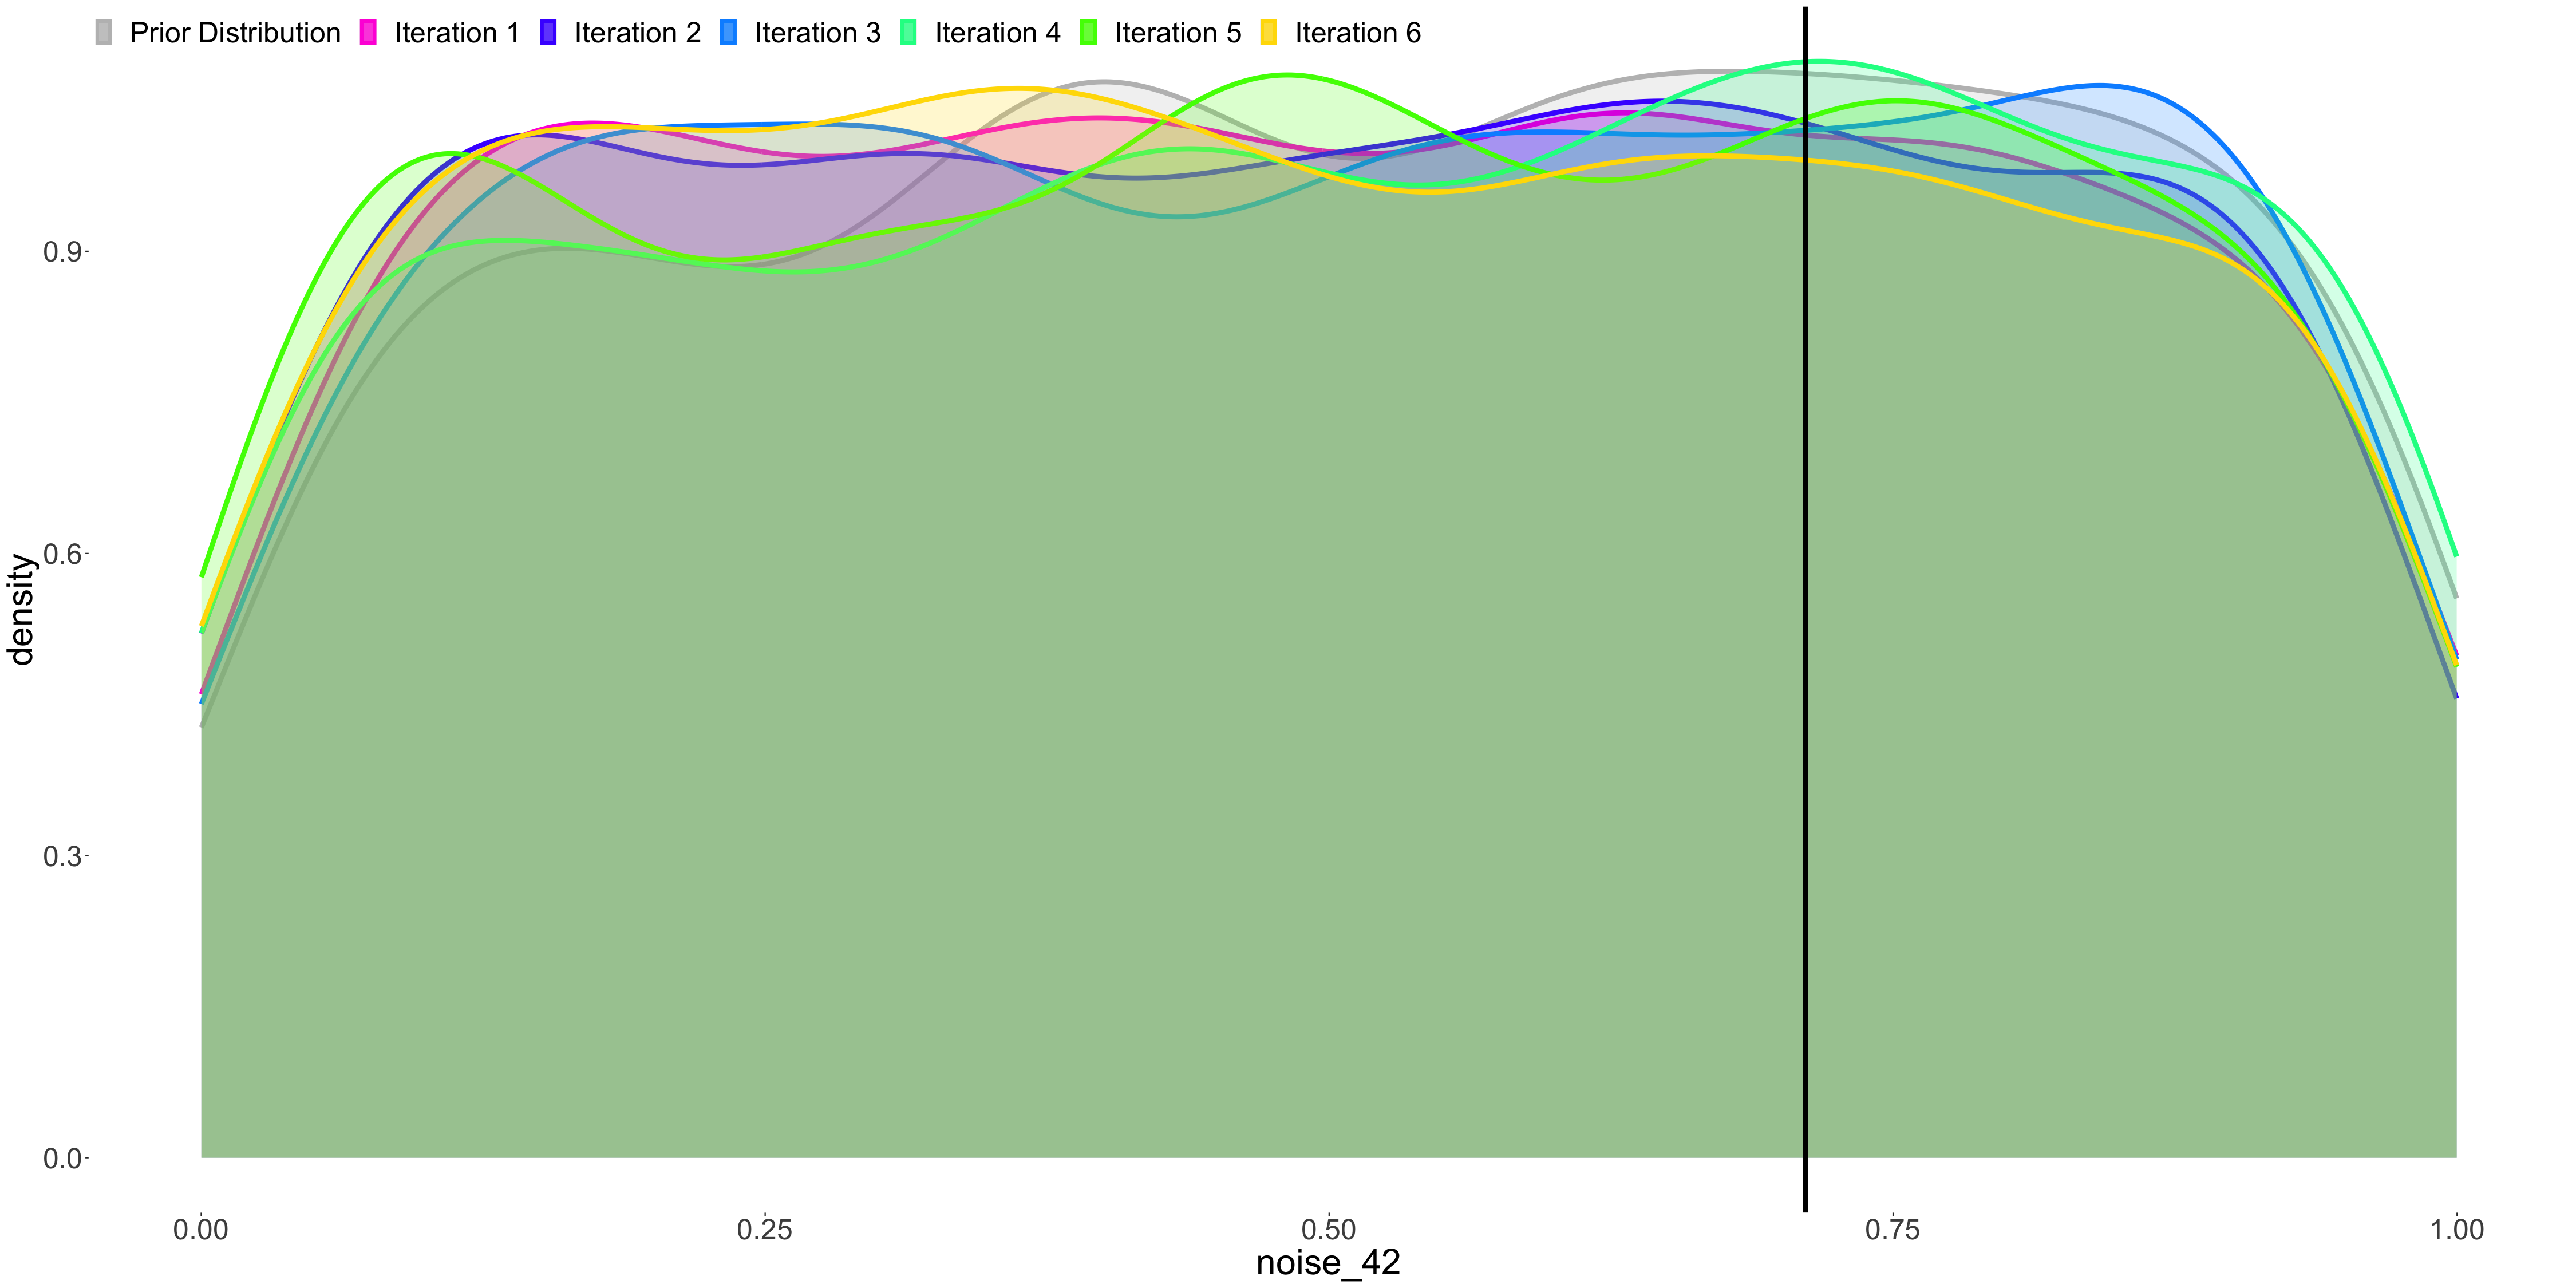 Prior Distribution Iteration 1 Iteration 2 Iteration 3 Iteration 4 Iteration 5 Iteration 6
density
0.9
0.6
0.3
0.0
0.00 0.25 0.50 0.75 1.00
noise_42